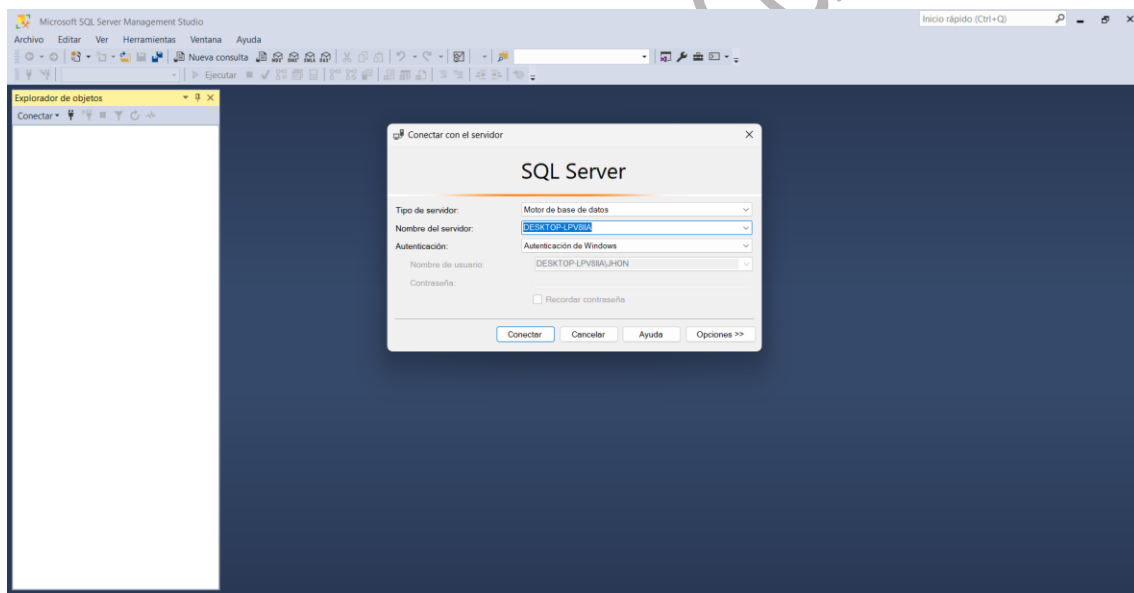 Microsoft SQL Server Management Studio
Inicio rápido (Ctrl+Q)
Archivo Editar Ver Herramientas Ventana Ayuda
Nueva consulta
Ejecutar
Explorador de objetos
Conectar
Conectar con el servidor
SQL Server
Tipo de servidor: Motor de base de datos
Nombre del servidor: DESKTOP-LPV8IIA
Autenticación: Autenticación de Windows
Nombre de usuario: DESKTOP-LPV8IIA\JHON
Contraseña:
Recordar contraseña
Conectar Cancelar Ayuda Opciones >>